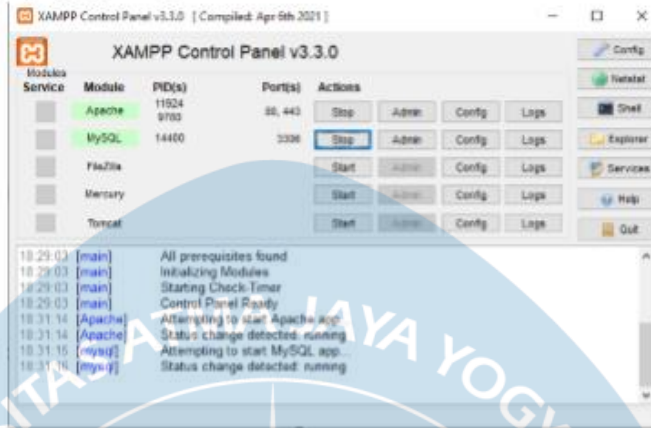 XAMPP Control Panel v3.3.0 [ Compiled: Apr 6th 2021 ]
XAMPP Control Panel v3.3.0
Config
Modules
Service Module PID(s) Port(s) Actions
Netstat
Apache 11924 9760 80, 443 Stop Admin Config Logs
Shell
MySQL 14400 3306 Stop Admin Config Logs
Explorer
FileZilla Start Admin Config Logs
Services
Mercury Start Admin Config Logs
Help
Tomcat Start Admin Config Logs
Quit
18:29:03 [main] All prerequisites found
18:29:03 [main] Initializing Modules
18:29:03 [main] Starting Check-Timer
18:29:03 [main] Control Panel Ready
18:31:14 [Apache] Attempting to start Apache app...
18:31:14 [Apache] Status change detected: running
18:31:15 [mysql] Attempting to start MySQL app...
[mysql] Status change detected: running
ITAS ATMA JAYA YOG